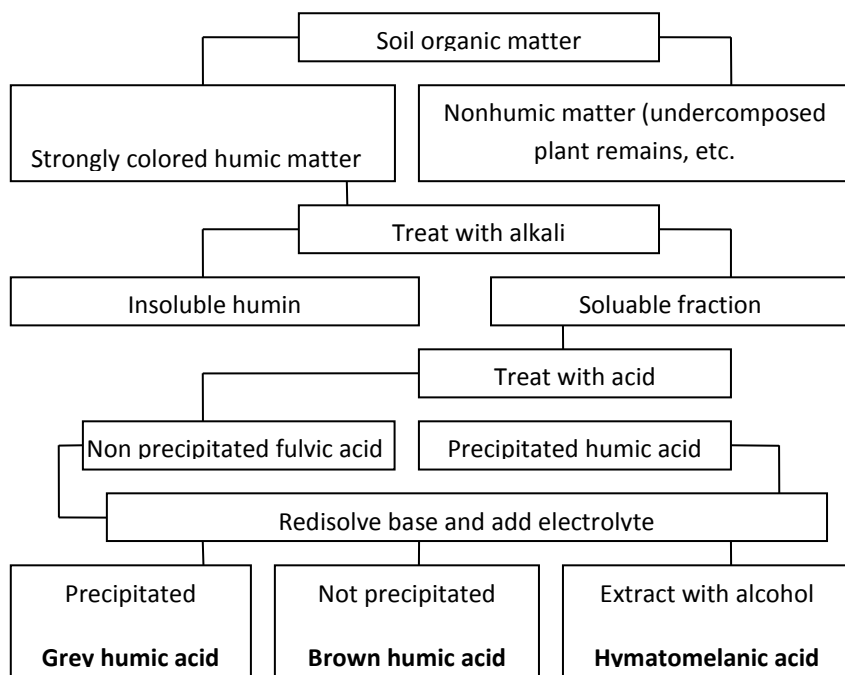 Soil organic matter
Strongly colored humic matter
Nonhumic matter (undercomposed
plant remains, etc.
Treat with alkali
Insoluble humin
Soluable fraction
Treat with acid
Non precipitated fulvic acid
Precipitated humic acid
Redisolve base and add electrolyte
Precipitated
Grey humic acid
Not precipitated
Brown humic acid
Extract with alcohol
Hymatomelanic acid